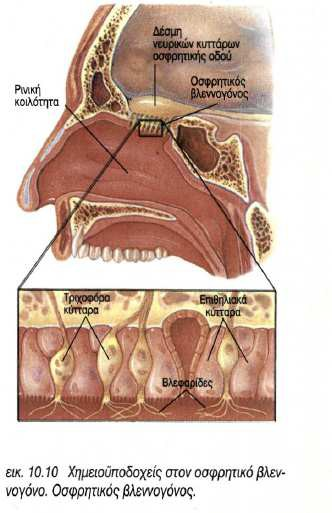 Δέσμη
νευρικών κυττάρων
οσφρητικής οδού
Ρινική
κοιλότητα
Οσφρητικός
βλεννογόνος
Τριχοφόρα
κύτταρα
Επιθηλιακά
κύτταρα
Βλεφαρίδες
εικ. 10.10 Χημειοϋποδοχείς στον οσφρητικό βλεν-
νογόνο. Οσφρητικός βλεννογόνος.